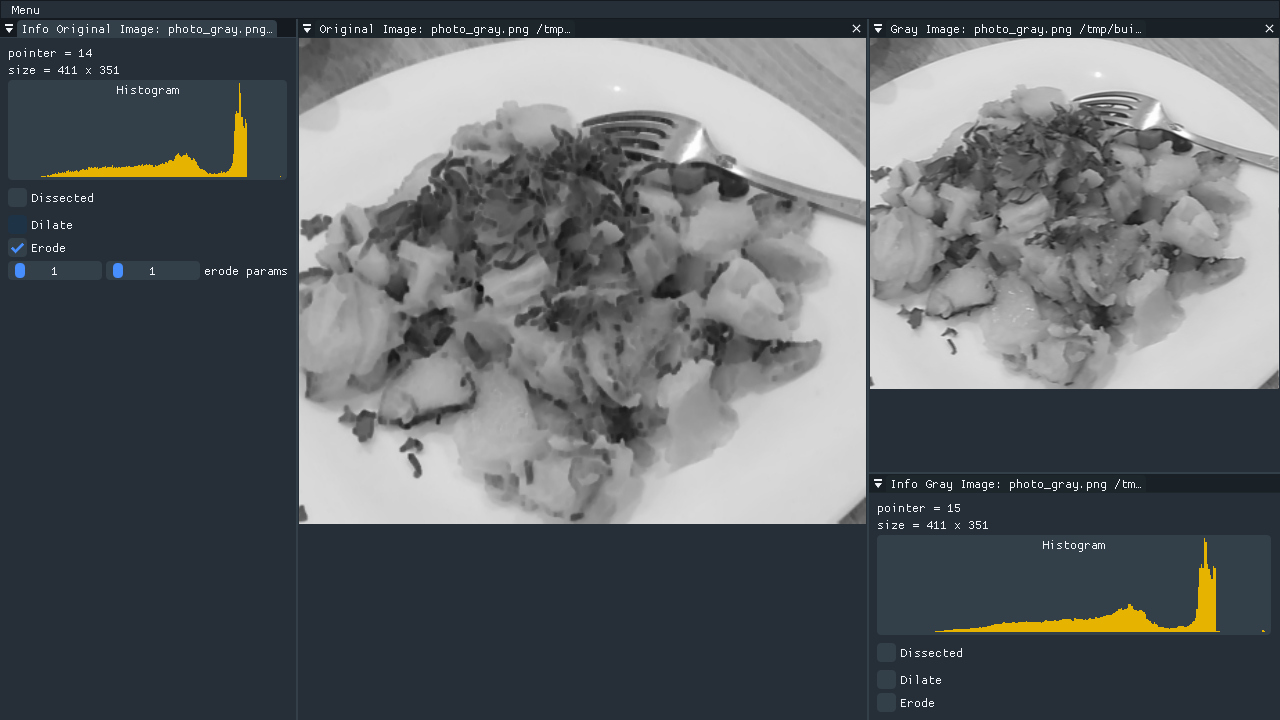 Menu
Info Original Image: photo_gray.png…
pointer = 14
size = 411 x 351
Histogram
Dissected
Dilate
Erode
1 1 erode params
Original Image: photo_gray.png /tmp…
Gray Image: photo_gray.png /tmp/bui…
Info Gray Image: photo_gray.png /tm…
pointer = 15
size = 411 x 351
Histogram
Dissected
Dilate
Erode